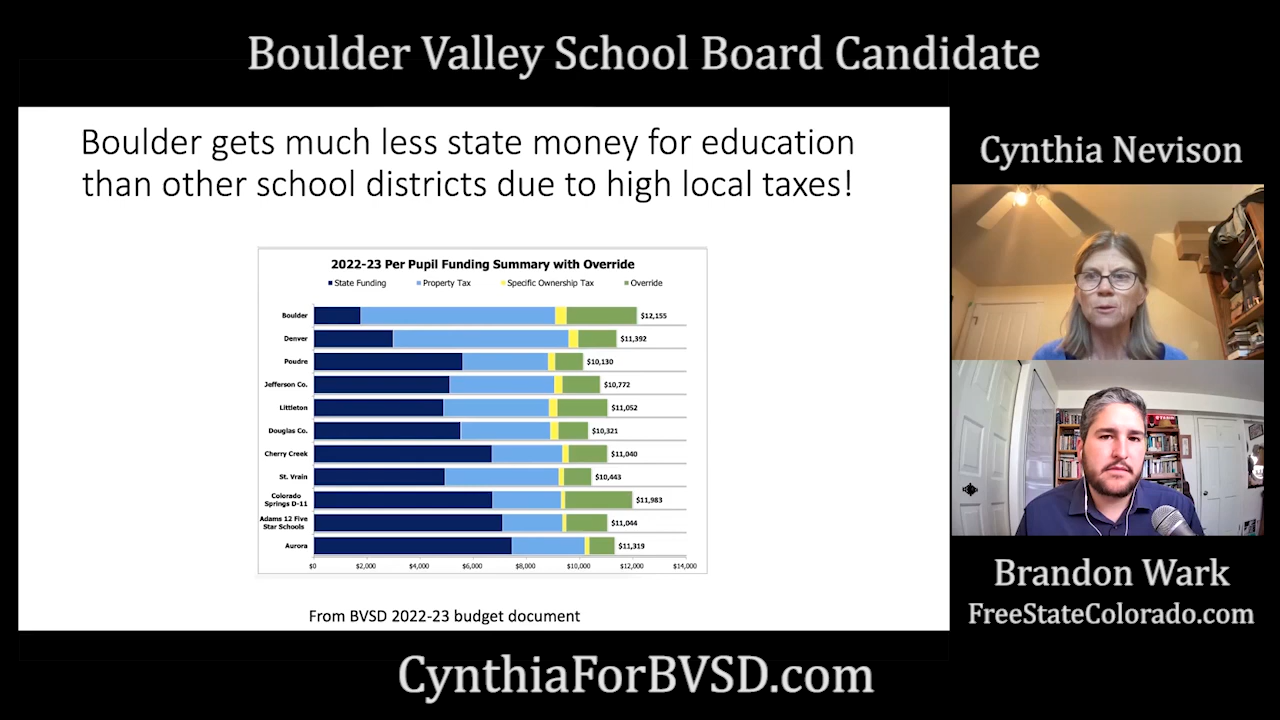 Boulder Valley School Board Candidate
Boulder gets much less state money for education
than other school districts due to high local taxes!
2022-23 Per Pupil Funding Summary with Override
State Funding Property Tax Specific Ownership Tax Override
Boulder $12,155
Denver $11,392
Poudre $10,130
Jefferson Co. $10,772
Littleton $11,052
Douglas Co. $10,321
Cherry Creek $11,040
St. Vrain $10,443
Colorado
Springs D-11 $11,983
Adams 12 Five
Star Schools $11,044
Aurora $11,319
$0 $2,000 $4,000 $6,000 $8,000 $10,000 $12,000 $14,000
From BVSD 2022-23 budget document
Cynthia Nevison
Brandon Wark
FreeStateColorado.com
CynthiaForBVSD.com